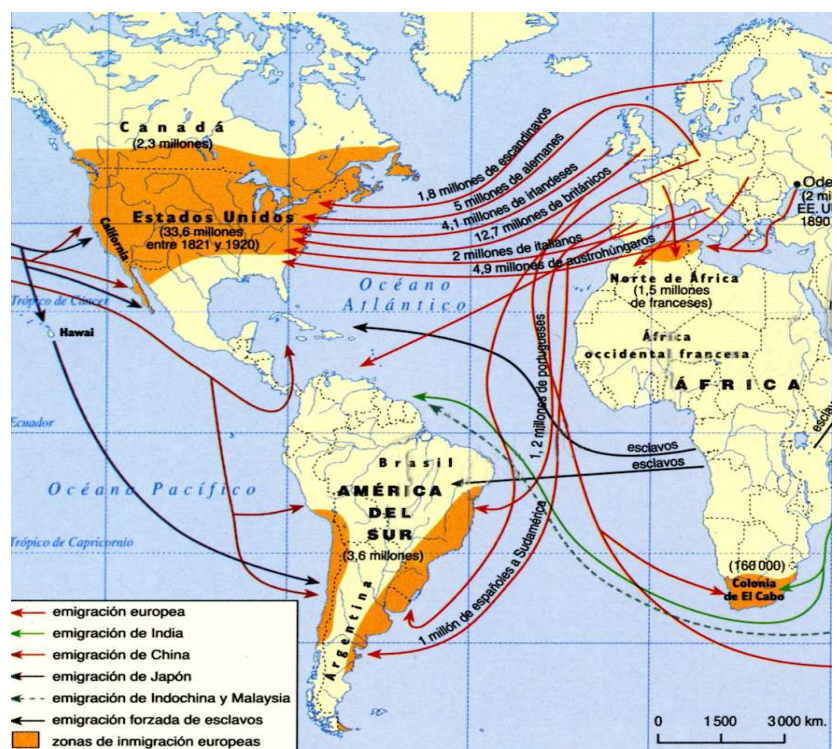 Canadá
(2,3 millones)
1,8 millones de escandinavos
5 millones de alemanes
4,1 millones de irlandeses
12,7 millones de británicos
2 millones de italianos
4,9 millones de austrohúngaros
Estados Unidos
(33,6 millones
entre 1821 y 1920)
California
Ode
(2 mi
EE. U
1890
Océano
Atlántico
Norte de África
(1,5 millones
de franceses)
Trópico de Cáncer
Hawai
África
occidental francesa
ÁFRICA
1, 2 millones de portugueses
Ecuador
esclavos
esclavos
escla
Brasil
Océano Pacífico
AMÉRICA
DEL
SUR
(3,6 millones)
Trópico de Capricornio
1 millón de españoles a Sudamérica
Argentina
(160 000)
Colonia
de El Cabo
emigración europea
emigración de India
emigración de China
emigración de Japón
emigración de Indochina y Malaysia
emigración forzada de esclavos
zonas de inmigración europeas
0 1 500 3 000 km.